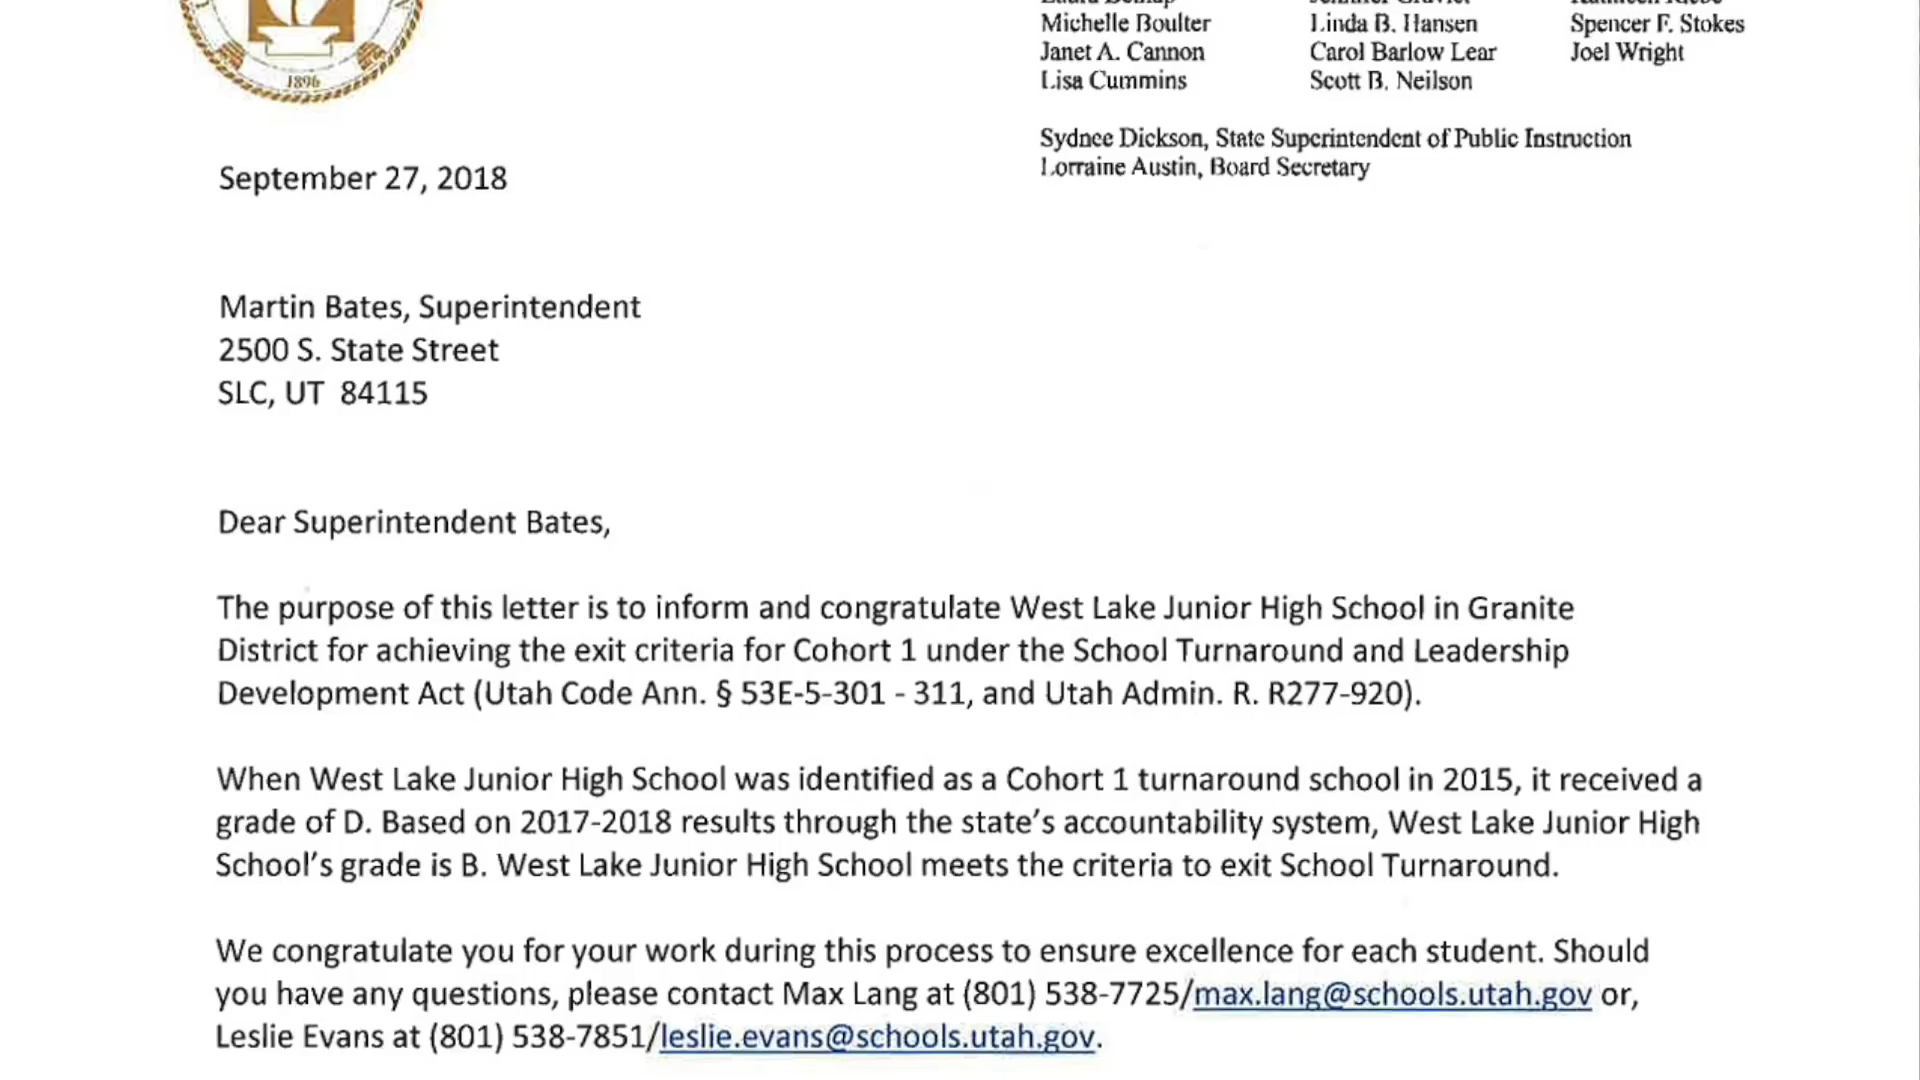 1896
Michelle Boulter Linda B. Hansen Spencer F. Stokes
Janet A. Cannon Carol Barlow Lear Joel Wright
Lisa Cummins Scott B. Neilson
Sydnee Dickson, State Superintendent of Public Instruction
Lorraine Austin, Board Secretary
September 27, 2018
Martin Bates, Superintendent
2500 S. State Street
SLC, UT 84115
Dear Superintendent Bates,
The purpose of this letter is to inform and congratulate West Lake Junior High School in Granite
District for achieving the exit criteria for Cohort 1 under the School Turnaround and Leadership
Development Act (Utah Code Ann. § 53E-5-301 - 311, and Utah Admin. R. R277-920).
When West Lake Junior High School was identified as a Cohort 1 turnaround school in 2015, it received a
grade of D. Based on 2017-2018 results through the state's accountability system, West Lake Junior High
School's grade is B. West Lake Junior High School meets the criteria to exit School Turnaround.
We congratulate you for your work during this process to ensure excellence for each student. Should
you have any questions, please contact Max Lang at (801) 538-7725/max.lang@schools.utah.gov or,
Leslie Evans at (801) 538-7851/leslie.evans@schools.utah.gov.